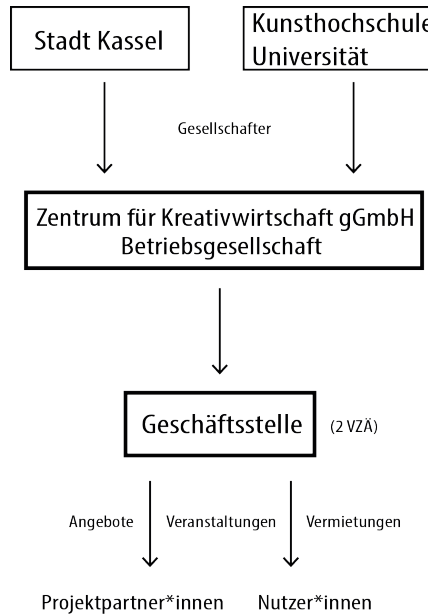 Stadt Kassel
Kunsthochschule
Universität
Gesellschafter
Zentrum für Kreativwirtschaft gGmbH
Betriebsgesellschaft
Geschäftsstelle (2 VZÄ)
Angebote Veranstaltungen Vermietungen
Projektpartner*innen Nutzer*innen